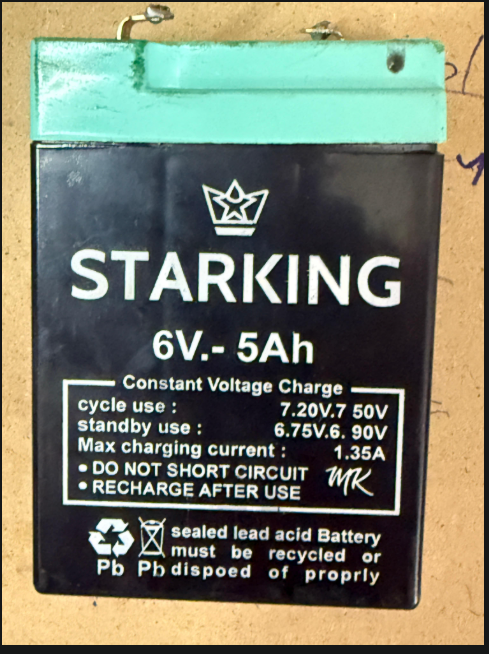 STARKING
6V.- 5Ah
Constant Voltage Charge
cycle use : 7.20V.7 50V
standby use : 6.75V.6. 90V
Max charging current : 1.35A
• DO NOT SHORT CIRCUIT MK
• RECHARGE AFTER USE
sealed lead acid Battery
must be recycled or
Pb Pb dispoed of proprly